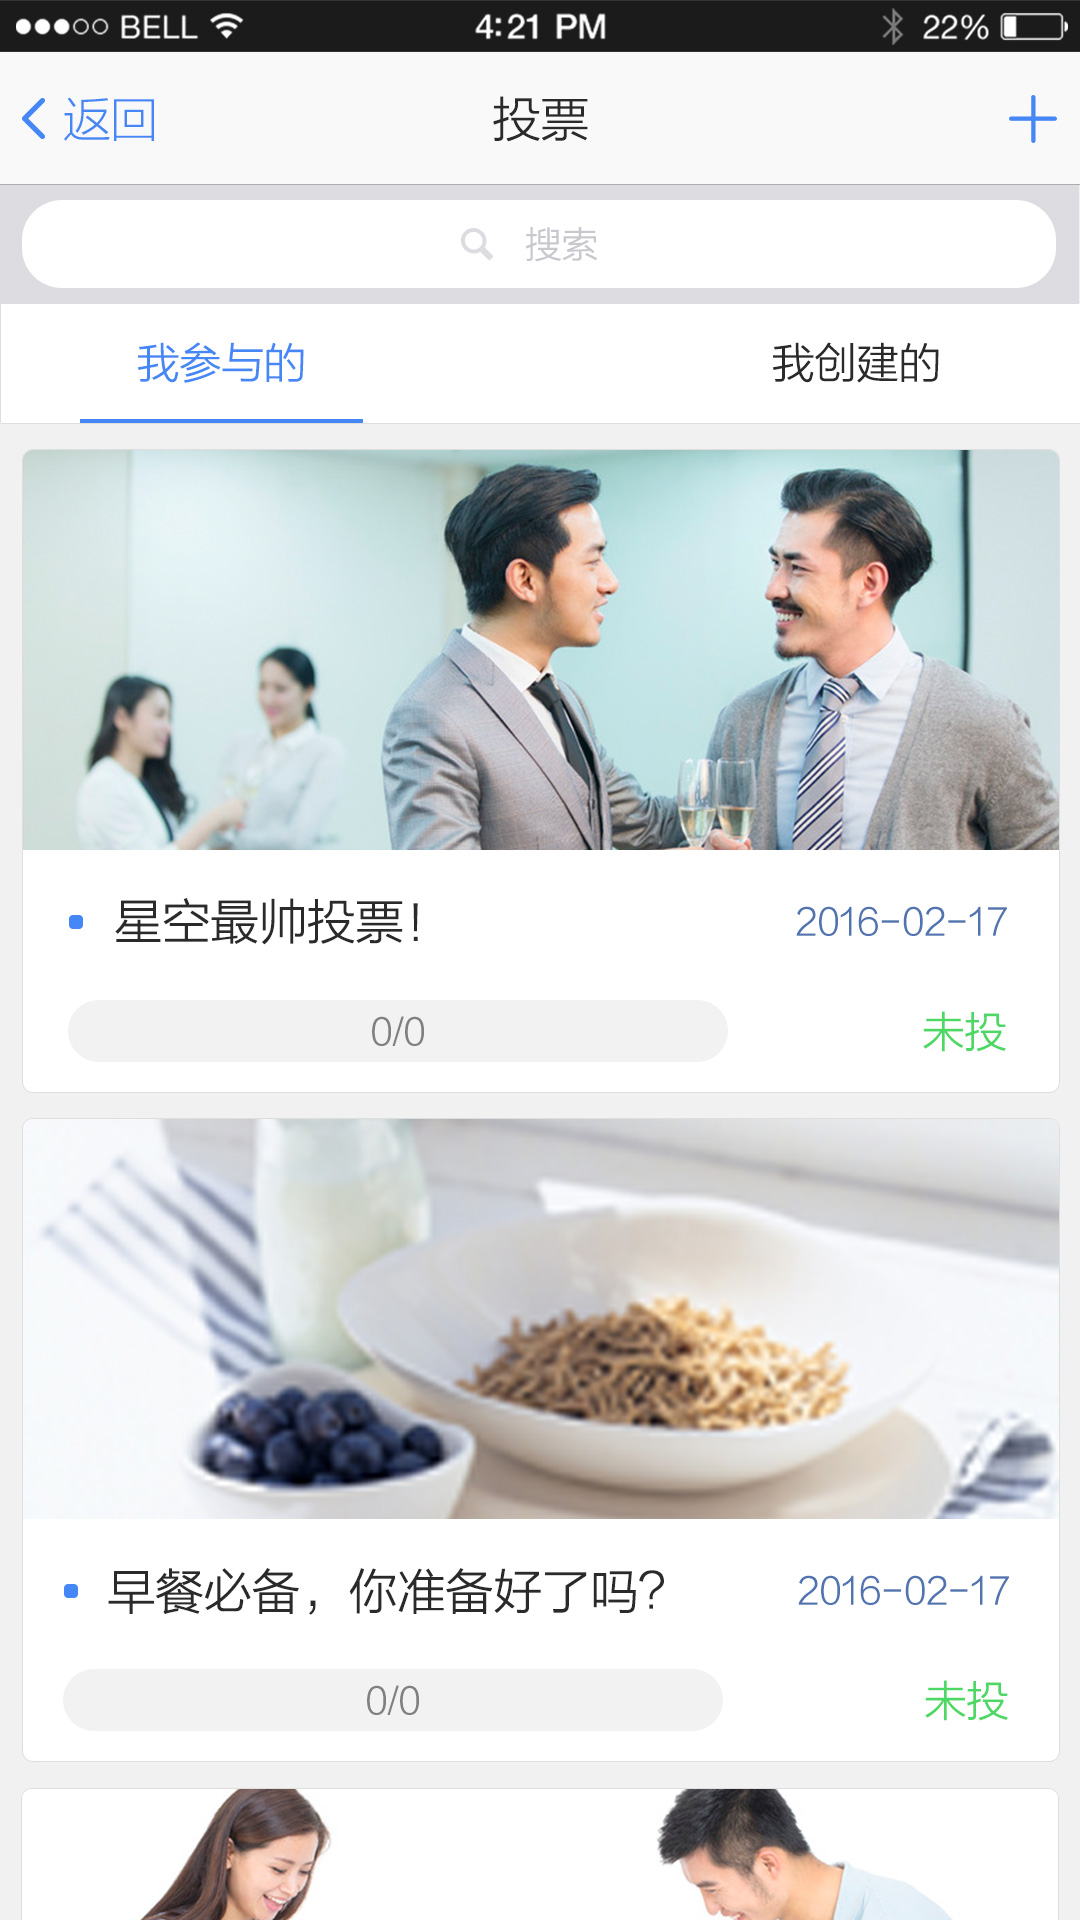 BELL 4:21 PM 22%
返回 投票
搜索
我参与的 我创建的
星空最帅投票! 2016-02-17
0/0 未投
早餐必备，你准备好了吗? 2016-02-17
0/0 未投